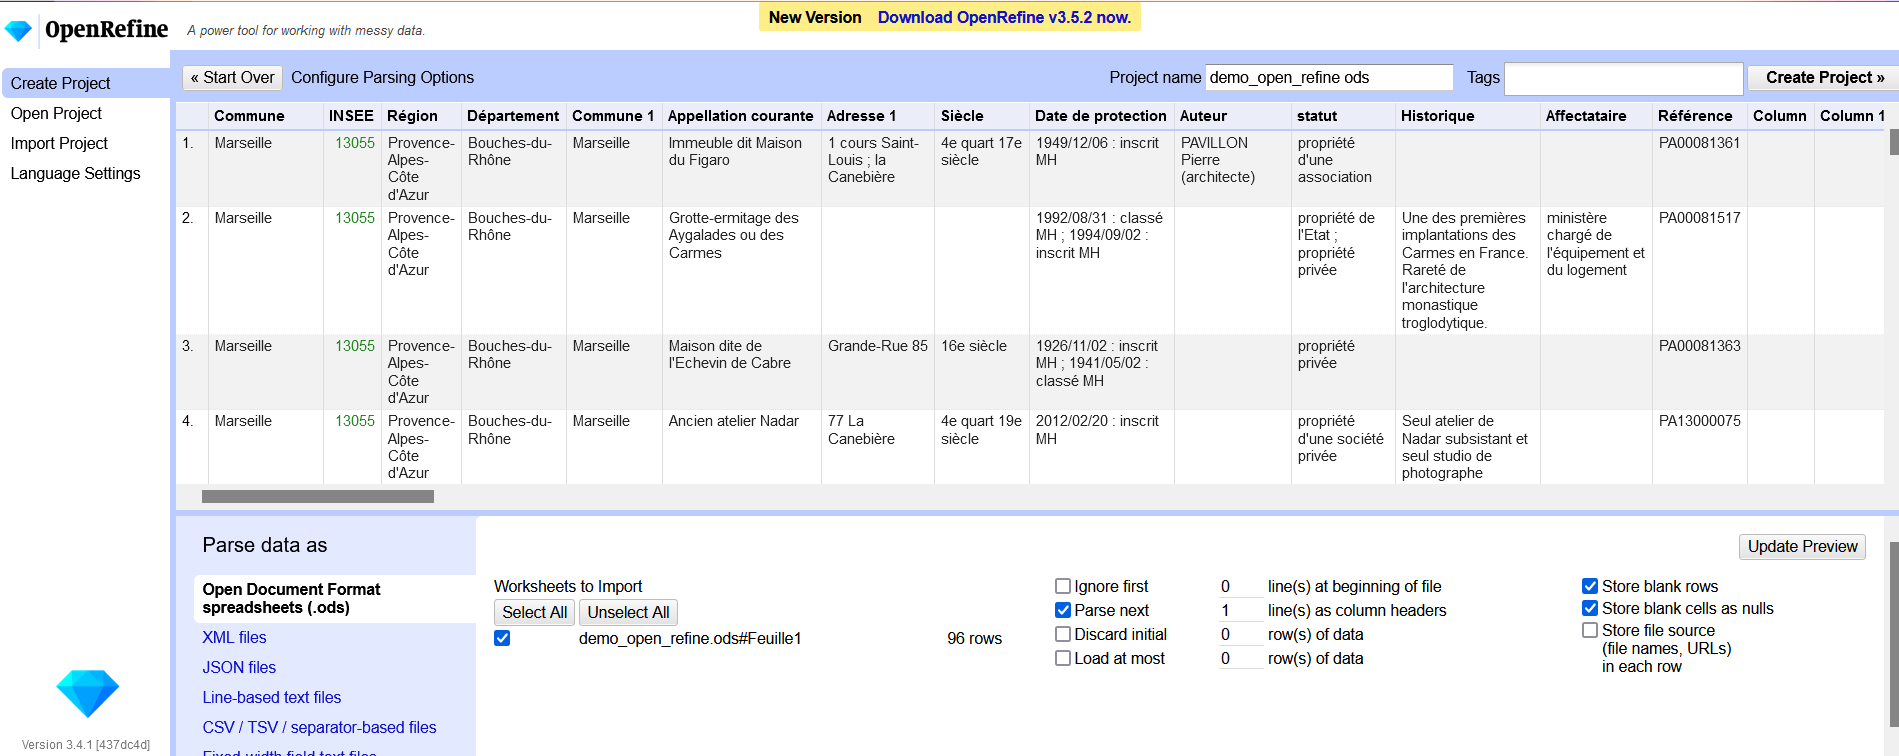 New Version Download OpenRefine v3.5.2 now.
OpenRefine A power tool for working with messy data.
Create Project
Open Project
Import Project
Language Settings
« Start Over Configure Parsing Options Project name demo_open_refine ods Tags Create Project »
Commune INSEE Région Département Commune 1 Appellation courante Adresse 1 Siècle Date de protection Auteur statut Historique Affectataire Référence Column Column 1
1. Marseille 13055 Provence- Bouches-du- Marseille Immeuble dit Maison 1 cours Saint- 4e quart 17e 1949/12/06 : inscrit PAVILLON propriété PA00081361
Alpes- Rhône du Figaro Louis ; la siècle MH Pierre d'une
Côte Canebière (architecte) association
d'Azur
2. Marseille 13055 Provence- Bouches-du- Marseille Grotte-ermitage des 1992/08/31 : classé propriété de Une des premières ministère PA00081517
Alpes- Rhône Aygalades ou des MH ; 1994/09/02 : l'Etat ; implantations des chargé de
Côte Carmes inscrit MH propriété Carmes en France. l'équipement et
d'Azur privée Rareté de du logement
l'architecture
monastique
troglodytique.
3. Marseille 13055 Provence- Bouches-du- Marseille Maison dite de Grande-Rue 85 16e siècle 1926/11/02 : inscrit propriété PA00081363
Alpes- Rhône l'Echevin de Cabre MH ; 1941/05/02 : privée
Côte classé MH
d'Azur
4. Marseille 13055 Provence- Bouches-du- Marseille Ancien atelier Nadar 77 La 4e quart 19e 2012/02/20 : inscrit propriété Seul atelier de PA13000075
Alpes- Rhône Canebière siècle MH d'une société Nadar subsistant et
Côte privée seul studio de
d'Azur photographe
Parse data as
Open Document Format
spreadsheets (.ods)
XML files
JSON files
Line-based text files
CSV / TSV / separator-based files
Fixed-width field text files
Update Preview
Worksheets to Import
Select All Unselect All
demo_open_refine.ods#Feuille1 96 rows
Ignore first 0 line(s) at beginning of file
Parse next 1 line(s) as column headers
Discard initial 0 row(s) of data
Load at most 0 row(s) of data
Store blank rows
Store blank cells as nulls
Store file source
(file names, URLs)
in each row
Version 3.4.1 [437dc4d]